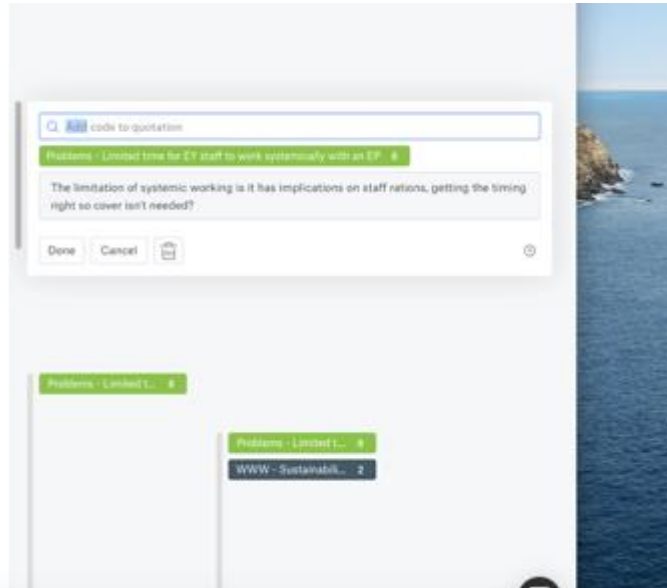 Add code to quotation
Problems - Limited time for EY staff to work systemically with an EP 6
The limitation of systemic working is it has implications on staff rations, getting the timing
right so cover isn't needed?
Done Cancel
Problems - Limited t... 6
Problems - Limited t... 6
WWW - Sustainabili... 2